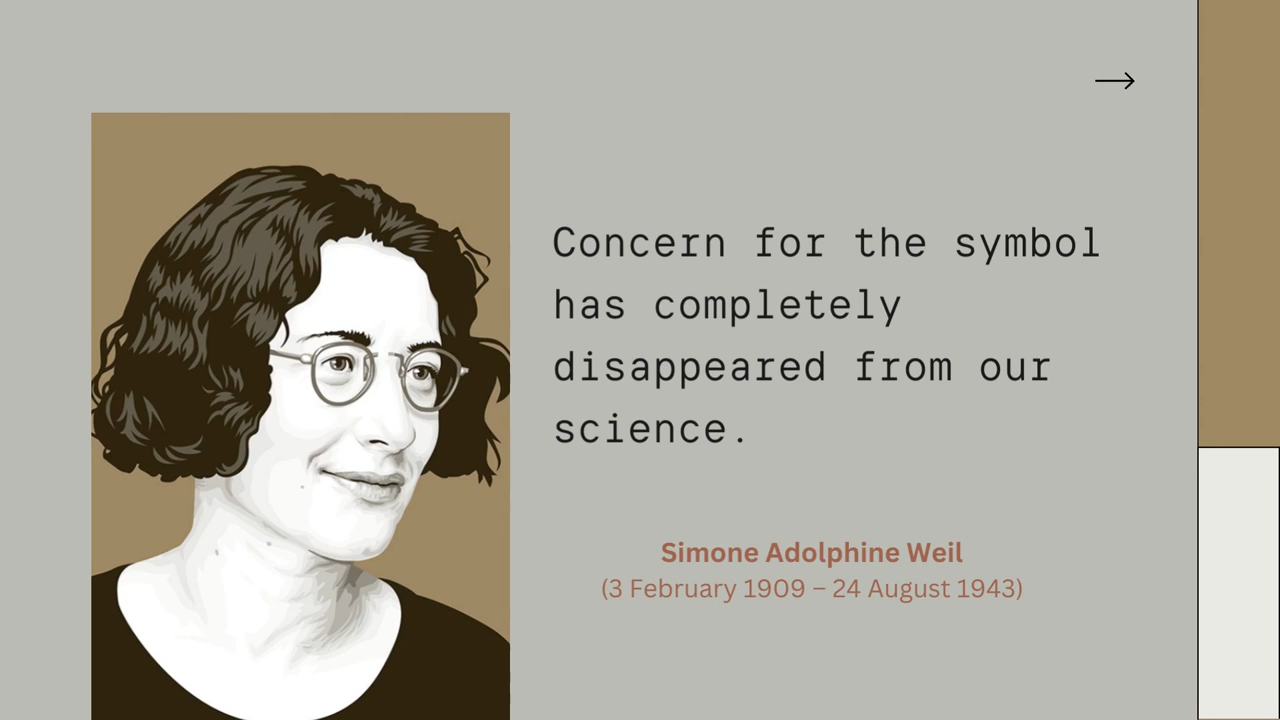 Concern for the symbol
has completely
disappeared from our
science.
Simone Adolphine Weil
(3 February 1909 – 24 August 1943)